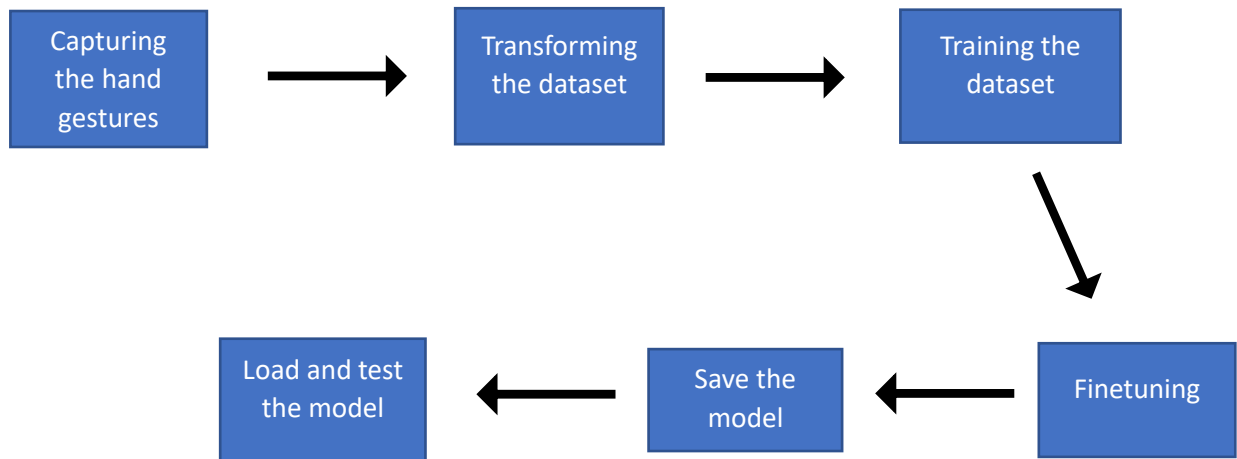 Capturing
the hand
gestures
Transforming
the dataset
Training the
dataset
Finetuning
Save the
model
Load and test
the model